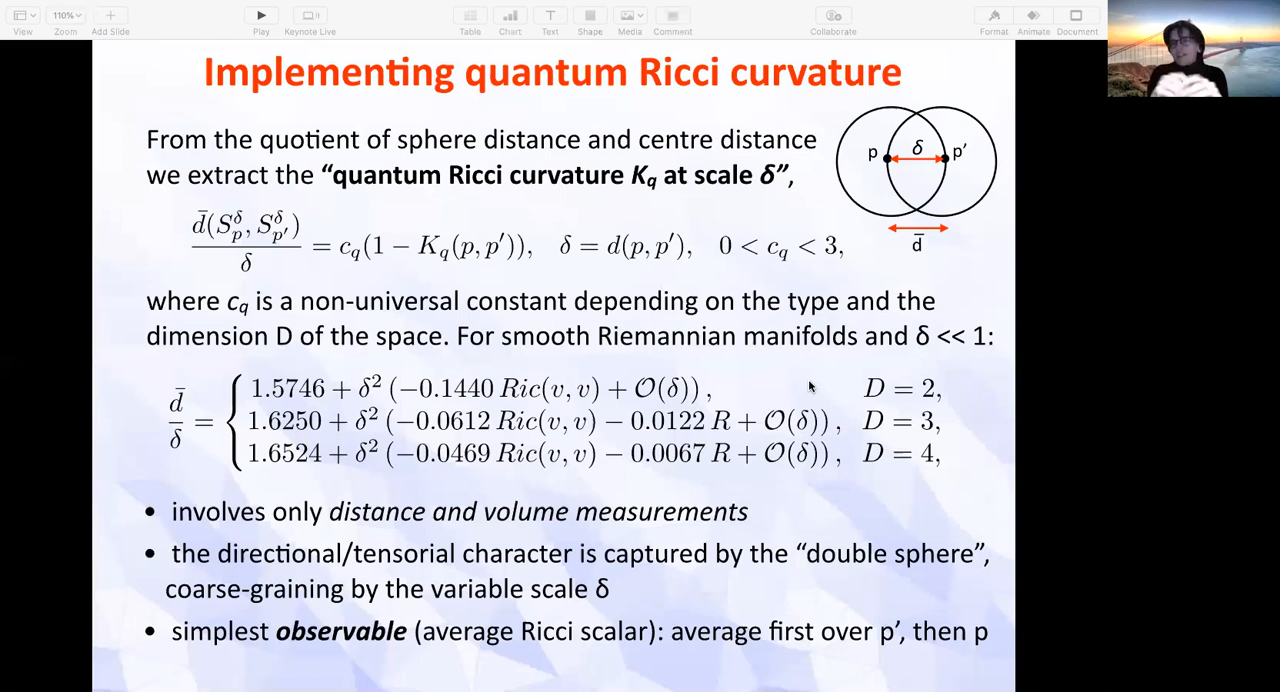 110%
View Zoom Add Slide Play Keynote Live Table Chart Text Shape Media Comment Collaborate Format Animate Document
Implementing quantum Ricci curvature
From the quotient of sphere distance and centre distance
we extract the “quantum Ricci curvature K_q at scale δ”,
p δ p′
d̄
d̄(S_p^δ, S_{p′}^δ) / δ = c_q(1 − K_q(p, p′)), δ = d(p, p′), 0 < c_q < 3,
where c_q is a non-universal constant depending on the type and the
dimension D of the space. For smooth Riemannian manifolds and δ << 1:
d̄/δ = {
1.5746 + δ² (−0.1440 Ric(v, v) + O(δ)), D = 2,
1.6250 + δ² (−0.0612 Ric(v, v) − 0.0122 R + O(δ)), D = 3,
1.6524 + δ² (−0.0469 Ric(v, v) − 0.0067 R + O(δ)), D = 4,
• involves only distance and volume measurements
• the directional/tensorial character is captured by the “double sphere”,
coarse-graining by the variable scale δ
• simplest observable (average Ricci scalar): average first over p′, then p